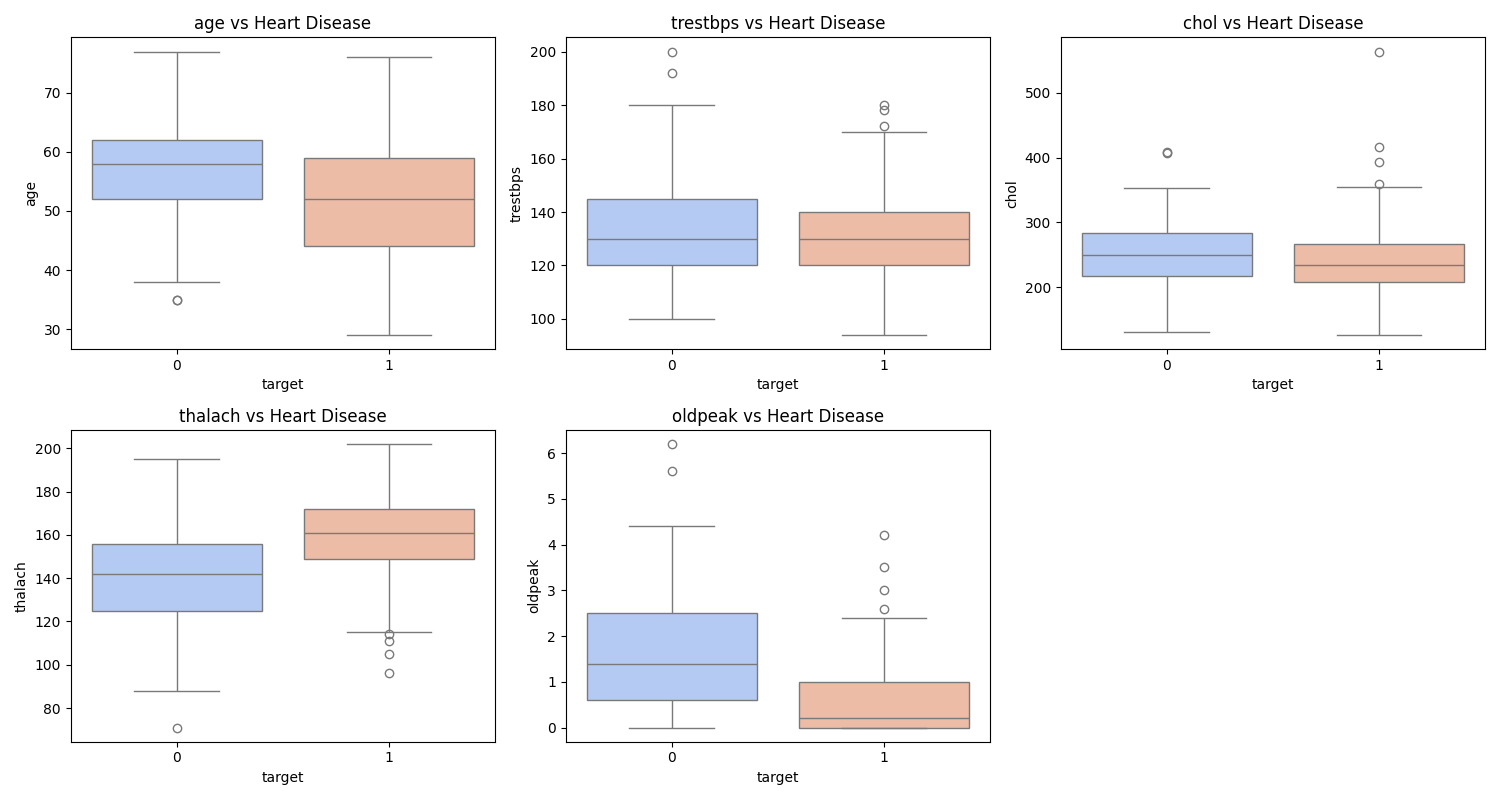 age vs Heart Disease
age
70
60
50
40
30
0
1
target
trestbps vs Heart Disease
trestbps
200
180
160
140
120
100
0
1
target
chol vs Heart Disease
chol
500
400
300
200
0
1
target
thalach vs Heart Disease
thalach
200
180
160
140
120
100
80
0
1
target
oldpeak vs Heart Disease
oldpeak
6
5
4
3
2
1
0
0
1
target